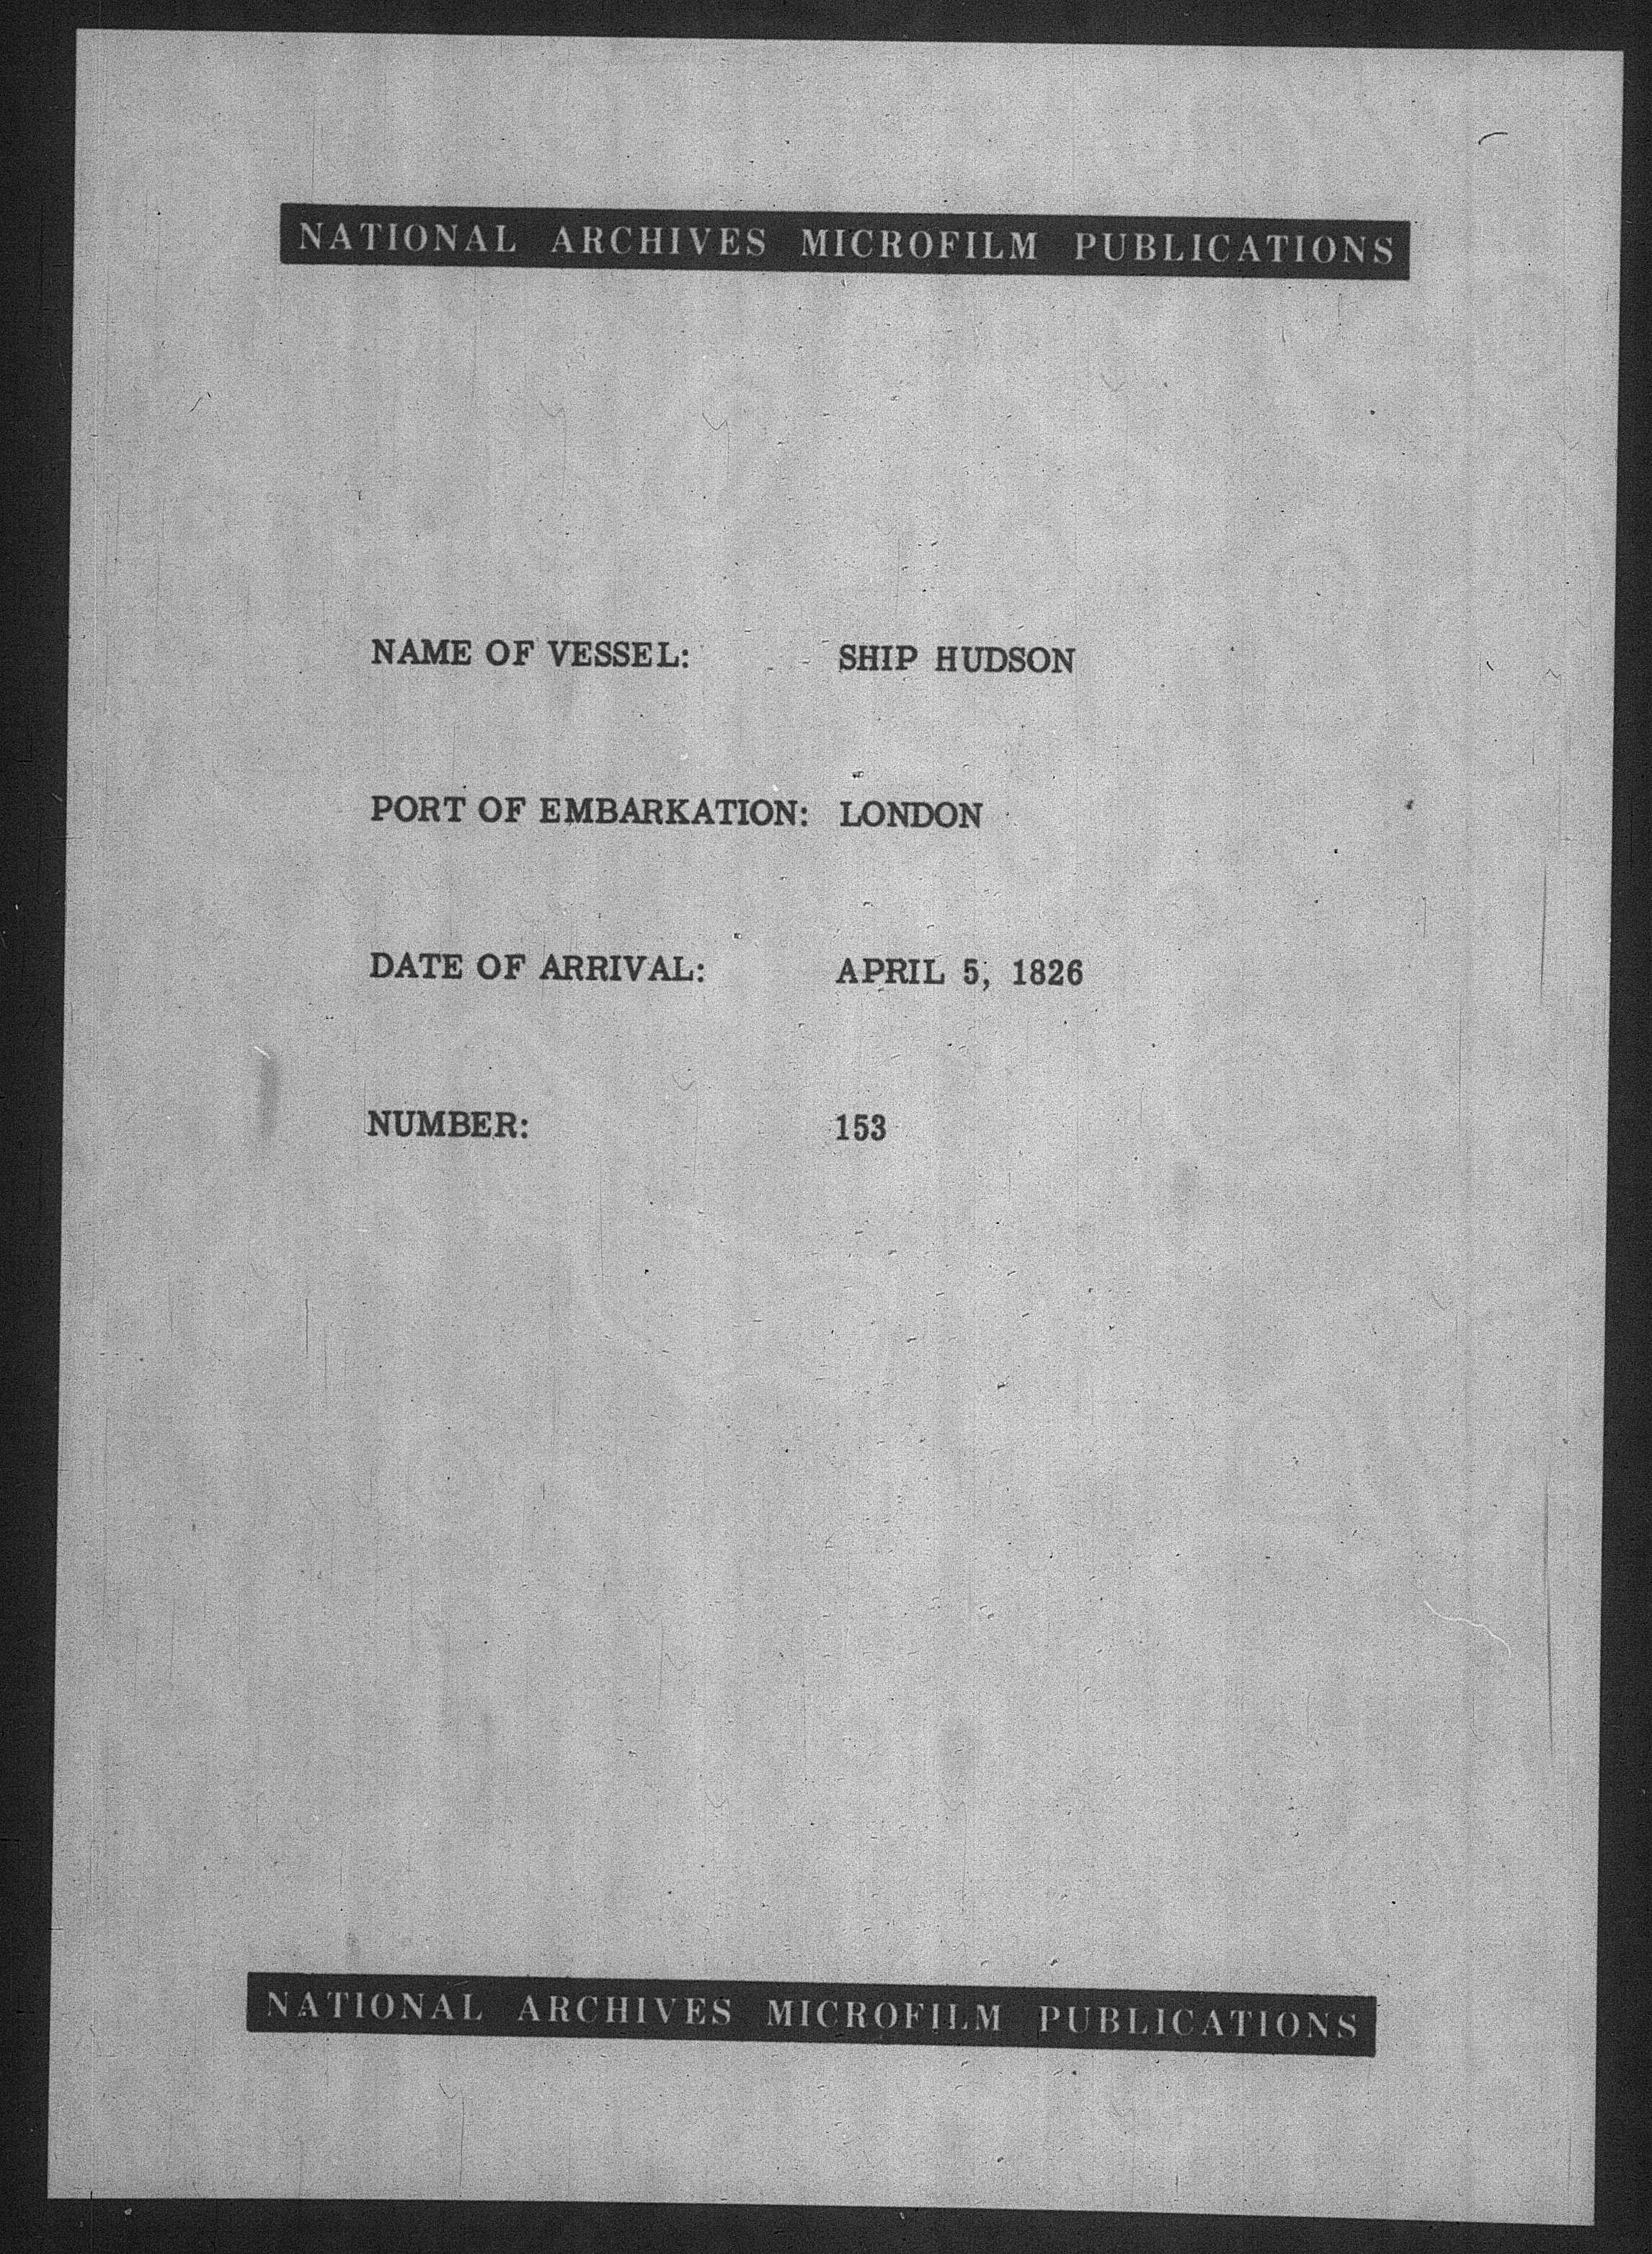 NATIONAL ARCHIVES MICROFILM PUBLICATIONS
NAME OF VESSEL: SHIP HUDSON
PORT OF EMBARKATION: LONDON
DATE OF ARRIVAL: APRIL 5, 1826
NUMBER: 153
NATIONAL ARCHIVES MICROFILM PUBLICATIONS